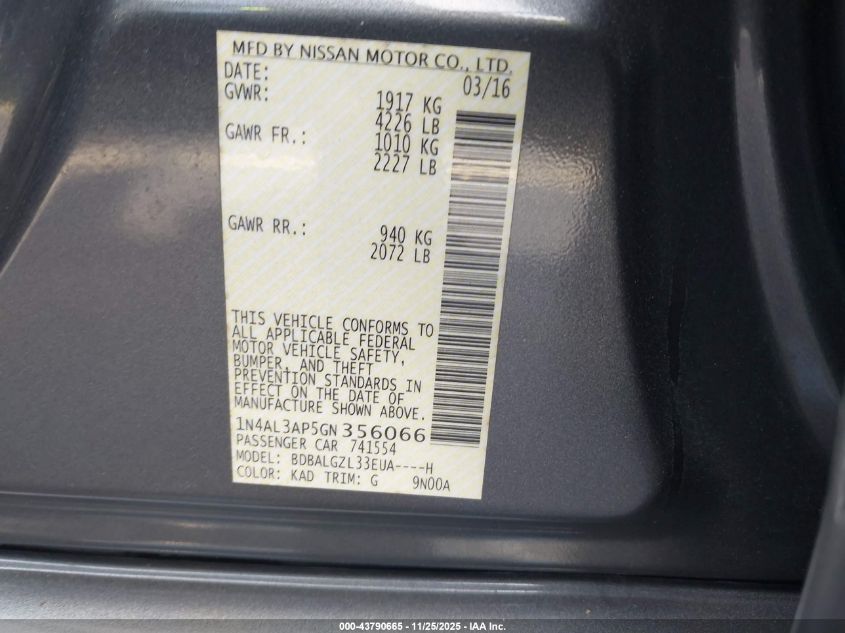 MFD BY NISSAN MOTOR CO., LTD.
DATE: 03/16
GVWR: 1917 KG
4226 LB
GAWR FR.: 1010 KG
2227 LB
GAWR RR.: 940 KG
2072 LB
THIS VEHICLE CONFORMS TO
ALL APPLICABLE FEDERAL
MOTOR VEHICLE SAFETY,
BUMPER, AND THEFT
PREVENTION STANDARDS IN
EFFECT ON THE DATE OF
MANUFACTURE SHOWN ABOVE.
1N4AL3AP5GN356066
PASSENGER CAR 741554
MODEL: BDBALGZL33EUA----H
COLOR: KAD TRIM: G 9N00A
000-43790665 - 11/25/2025 - IAA Inc.